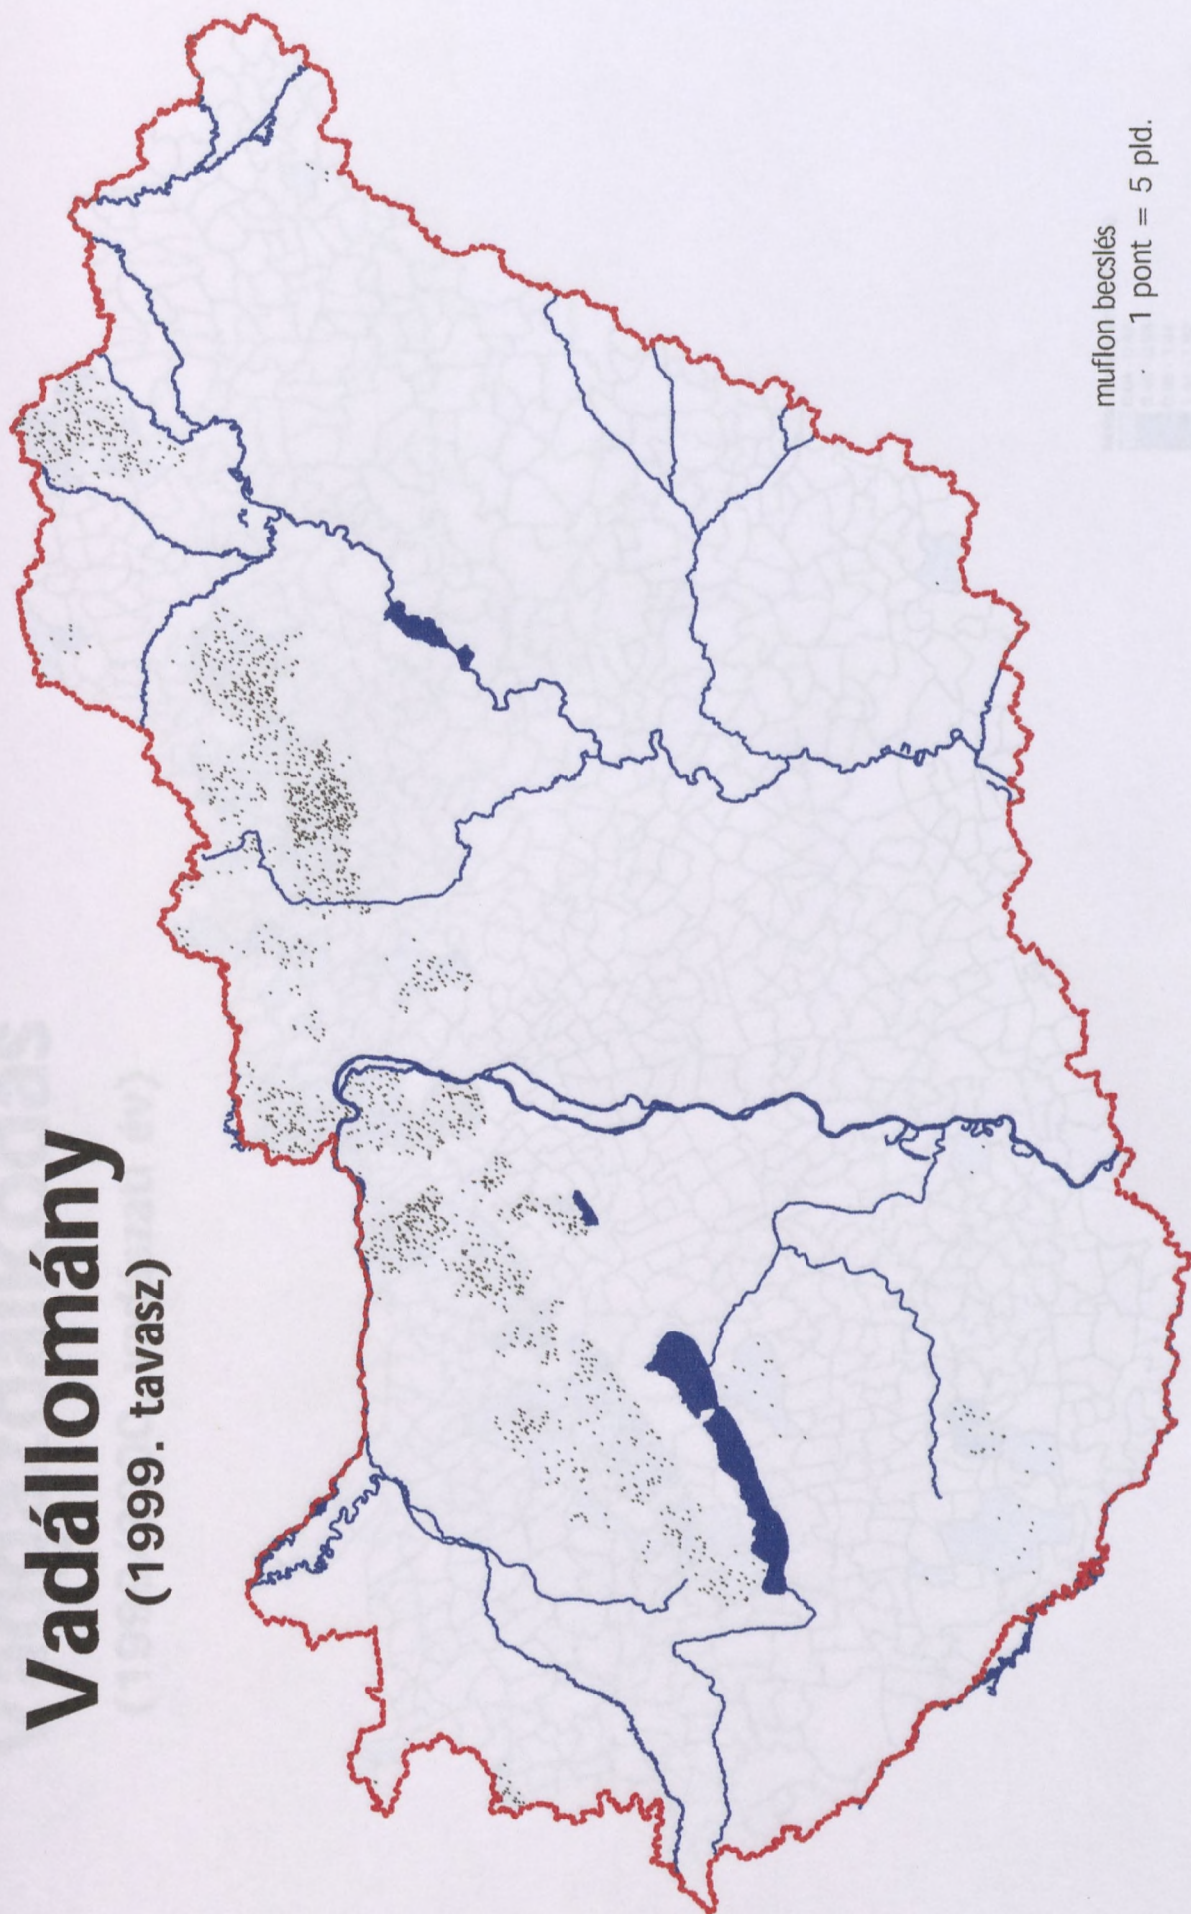 Vadállomány
(1999. tavasz)
muflon becslés
1 pont = 5 pld.